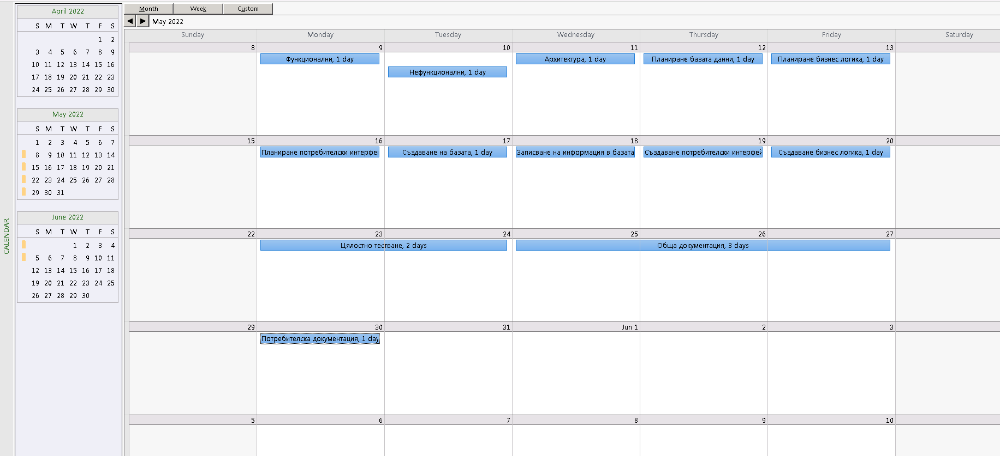 CALENDAR
April 2022
S M T W T F S
1 2
3 4 5 6 7 8 9
10 11 12 13 14 15 16
17 18 19 20 21 22 23
24 25 26 27 28 29 30
May 2022
S M T W T F S
1 2 3 4 5 6 7
8 9 10 11 12 13 14
15 16 17 18 19 20 21
22 23 24 25 26 27 28
29 30 31
June 2022
S M T W T F S
1 2 3 4
5 6 7 8 9 10 11
12 13 14 15 16 17 18
19 20 21 22 23 24 25
26 27 28 29 30
Month Week Custom
May 2022
Sunday Monday Tuesday Wednesday Thursday Friday Saturday
8 9 10 11 12 13
Функционални, 1 day Архитектура, 1 day Планиране базата данни, 1 day Планиране бизнес логика, 1 day
Нефункционални, 1 day
15 16 17 18 19 20
Планиране потребителски интерфей Създаване на базата, 1 day Записване на информация в базата Създаване потребителски интерфей Създаване бизнес логика, 1 day
22 23 24 25 26 27
Цялостно тестване, 2 days Обща документация, 3 days
29 30 31 Jun 1 2 3
Потребителска документация, 1 day
5 6 7 8 9 10